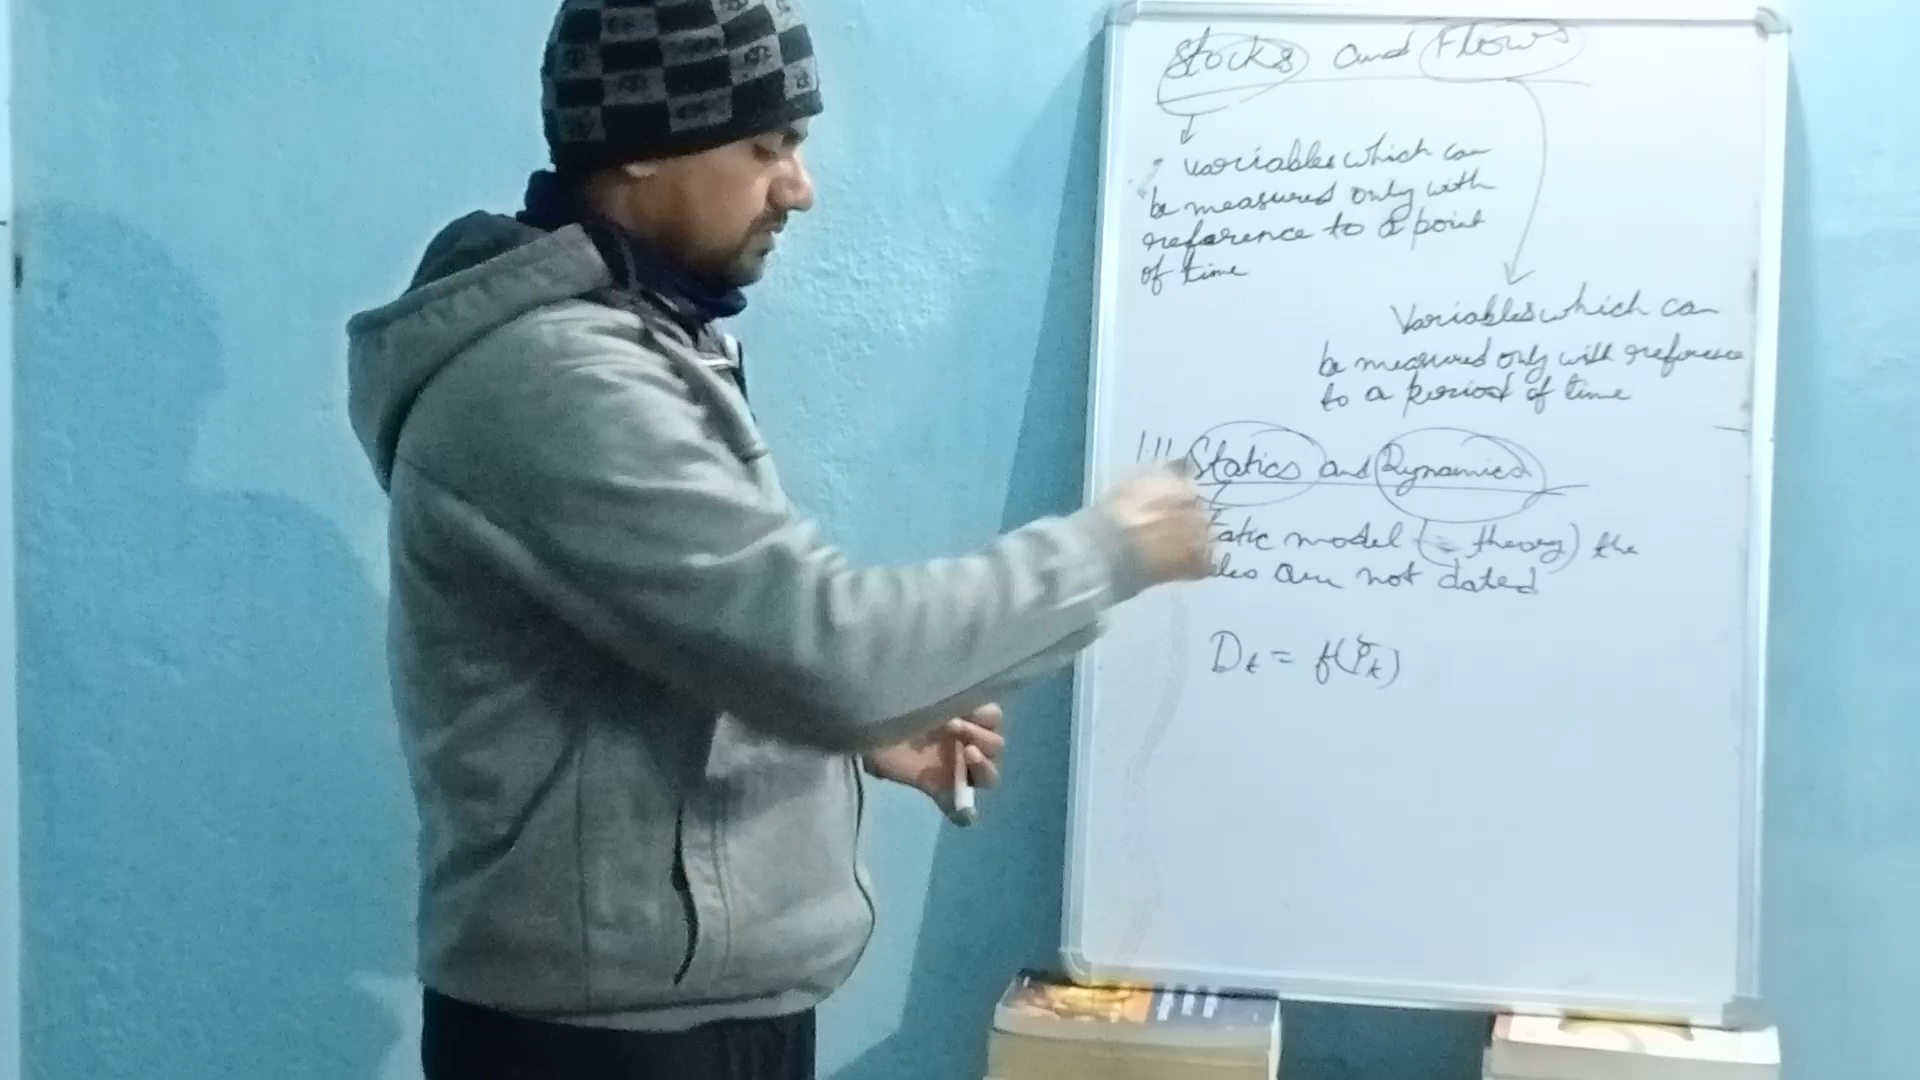 Stocks and Flows
variables which can
be measured only with
reference to a point
of time
Variables which can
be measured only with reference
to a period of time
Statics and Dynamics
tatic model ( theory) the
les are not dated
Dt = f(Pt)